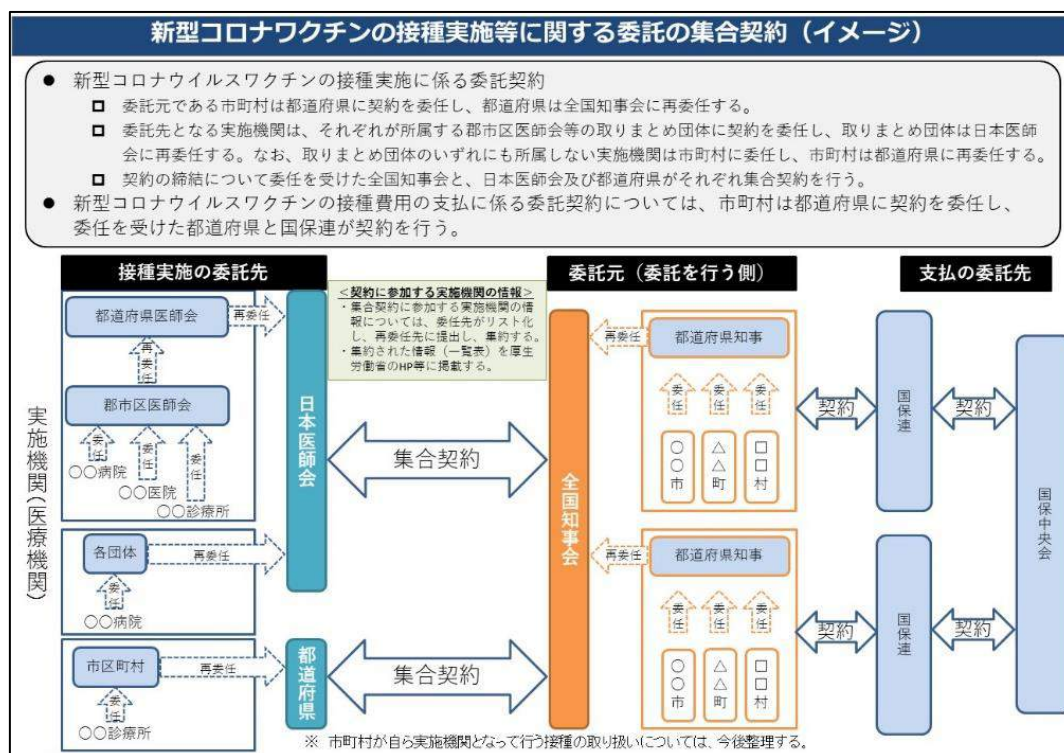 新型コロナワクチンの接種実施等に関する委託の集合契約（イメージ）
● 新型コロナウイルスワクチンの接種実施に係る委託契約
□ 委託元である市町村は都道府県に契約を委任し、都道府県は全国知事会に再委任する。
□ 委託先となる実施機関は、それぞれが所属する郡市区医師会等の取りまとめ団体に契約を委任し、取りまとめ団体は日本医師
会に再委任する。なお、取りまとめ団体のいずれにも所属しない実施機関は市町村に委任し、市町村は都道府県に再委任する。
□ 契約の締結について委任を受けた全国知事会と、日本医師会及び都道府県がそれぞれ集合契約を行う。
● 新型コロナウイルスワクチンの接種費用の支払に係る委託契約については、市町村は都道府県に契約を委任し、
委任を受けた都道府県と国保連が契約を行う。
接種実施の委託先
委託元（委託を行う側）
支払の委託先
＜契約に参加する実施機関の情報＞
・集合契約に参加する実施機関の情
報については、委任先がリスト化
し、再委任先に提出し、集約する。
・集約された情報（一覧表）を厚生
労働省のHP等に掲載する。
実施機関（医療機関）
都道府県医師会
再委任
再委任
郡市区医師会
委任
委任
委任
〇〇病院
〇〇医院
〇〇診療所
各団体
再委任
委任
〇〇病院
市区町村
再委任
委任
〇〇診療所
日本医師会
都道府県
集合契約
集合契約
全国知事会
再委任
都道府県知事
委任
委任
委任
〇〇市
△△町
□□村
再委任
都道府県知事
委任
委任
委任
〇〇市
△△町
□□村
契約
国保連
契約
契約
国保連
契約
国保中央会
※ 市町村が自ら実施機関となって行う接種の取り扱いについては、今後整理する。